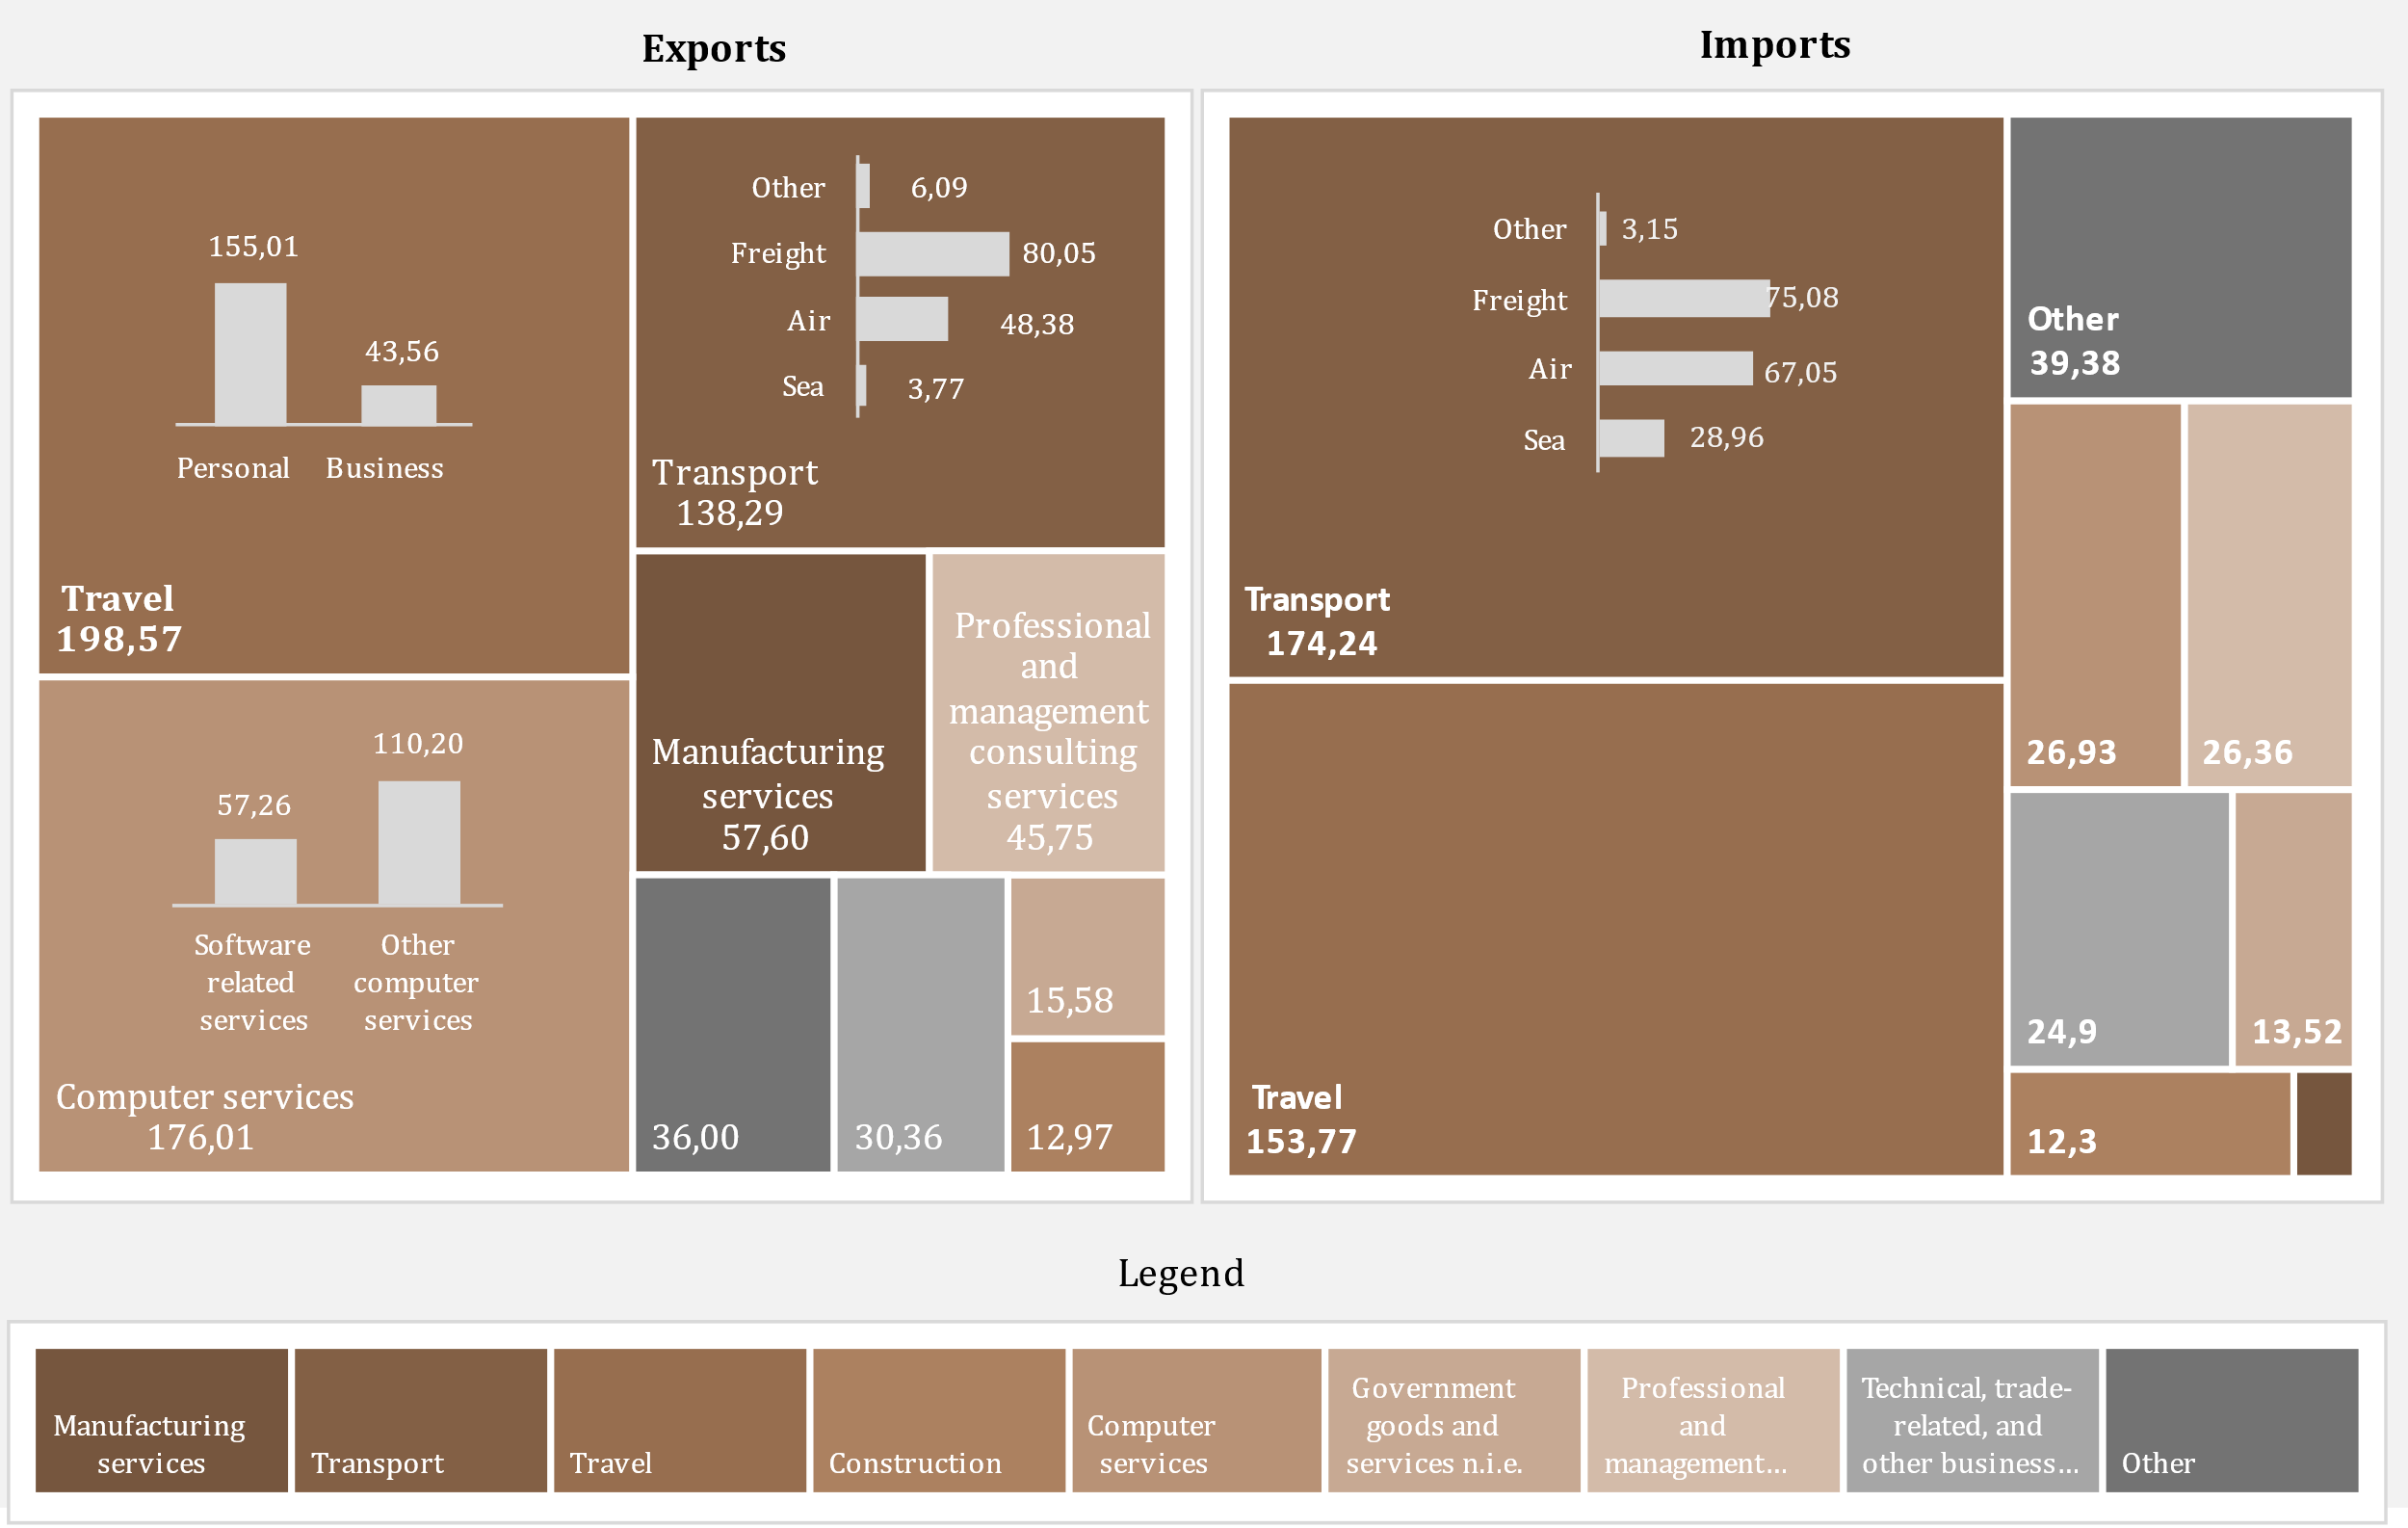 Exports
155,01
43,56
Personal
Business
Travel
198,57
Other
6,09
Freight
80,05
Air
48,38
Sea
3,77
Transport
138,29
110,20
57,26
Software
related
services
Other
computer
services
Computer services
176,01
Manufacturing
services
57,60
Professional
and
management
consulting
services
45,75
36,00
30,36
15,58
12,97
Imports
Other
3,15
Freight
75,08
Air
67,05
Sea
28,96
Transport
174,24
Travel
153,77
Other
39,38
26,93
26,36
24,9
13,52
12,3
Legend
Manufacturing
services
Transport
Travel
Construction
Computer
services
Government
goods and
services n.i.e.
Professional
and
management...
Technical, trade-
related, and
other business...
Other